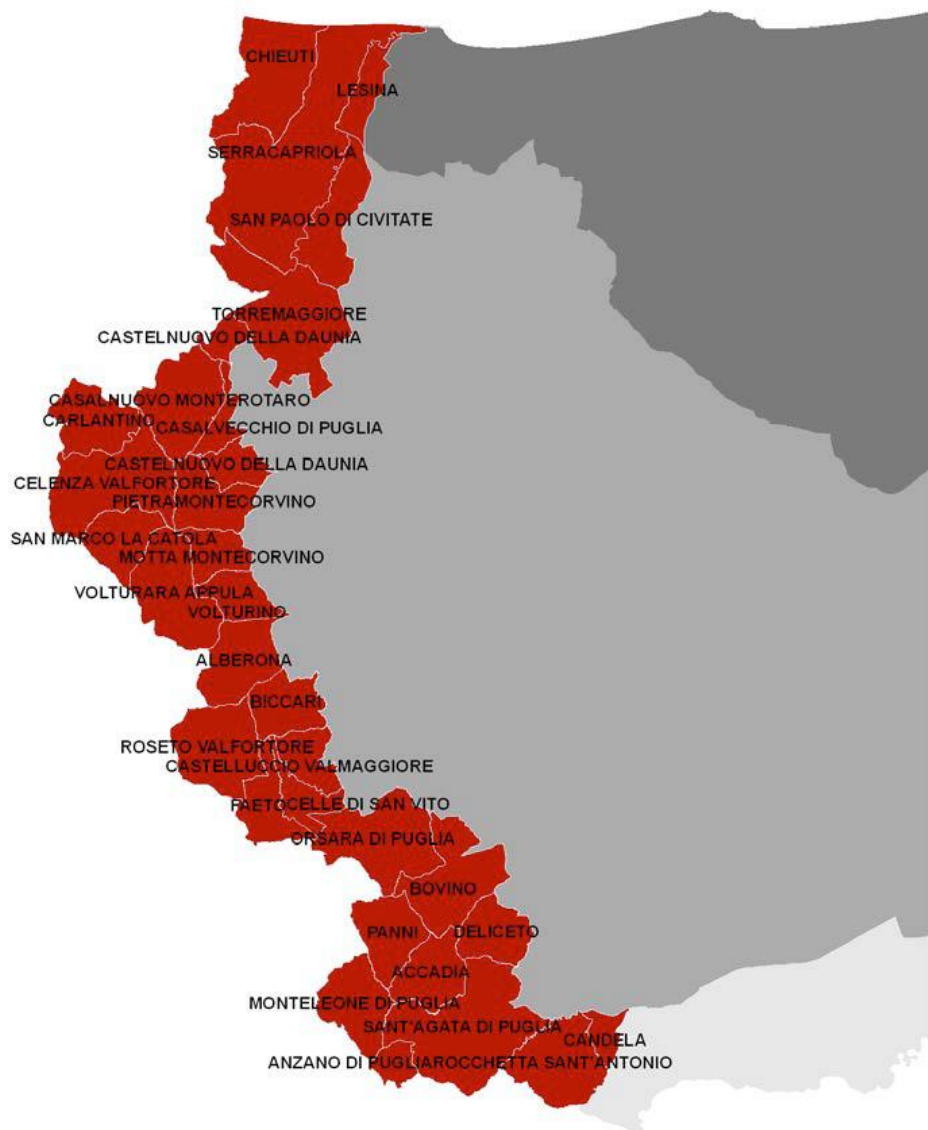 CHIEUTI
LESINA
SERRACAPRIOLA
SAN PAOLO DI CIVITATE
TORREMAGGIORE
CASTELNUOVO DELLA DAUNIA
CASALNUOVO MONTEROTARO
CARLANTINO
CASALVECCHIO DI PUGLIA
CASTELNUOVO DELLA DAUNIA
CELENZA VALFORTORE
PIETRAMONTECORVINO
SAN MARCO LA CATOLA
MOTTA MONTECORVINO
VOLTURARA APPULA
VOLTURINO
ALBERONA
BICCARI
ROSETO VALFORTORE
CASTELLUCCIO VALMAGGIORE
FAETO
CELLE DI SAN VITO
ORSARA DI PUGLIA
BOVINO
PANNI
DELICETO
ACCADIA
MONTELEONE DI PUGLIA
SANT'AGATA DI PUGLIA
CANDELA
ANZANO DI PUGLIA
ROCCHETTA SANT'ANTONIO